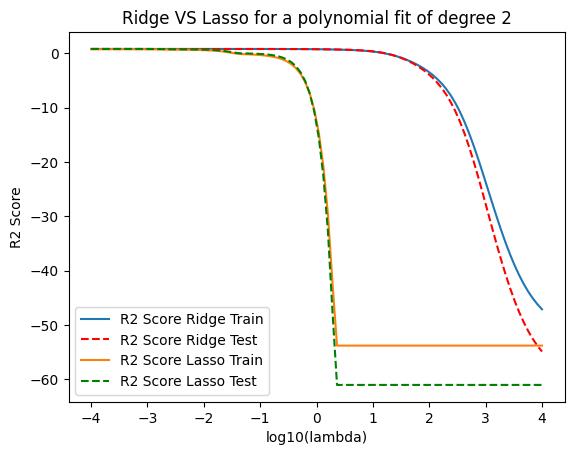 Ridge VS Lasso for a polynomial fit of degree 2
R2 Score
0
−10
−20
−30
−40
−50
−60
R2 Score Ridge Train
R2 Score Ridge Test
R2 Score Lasso Train
R2 Score Lasso Test
−4 −3 −2 −1 0 1 2 3 4
log10(lambda)